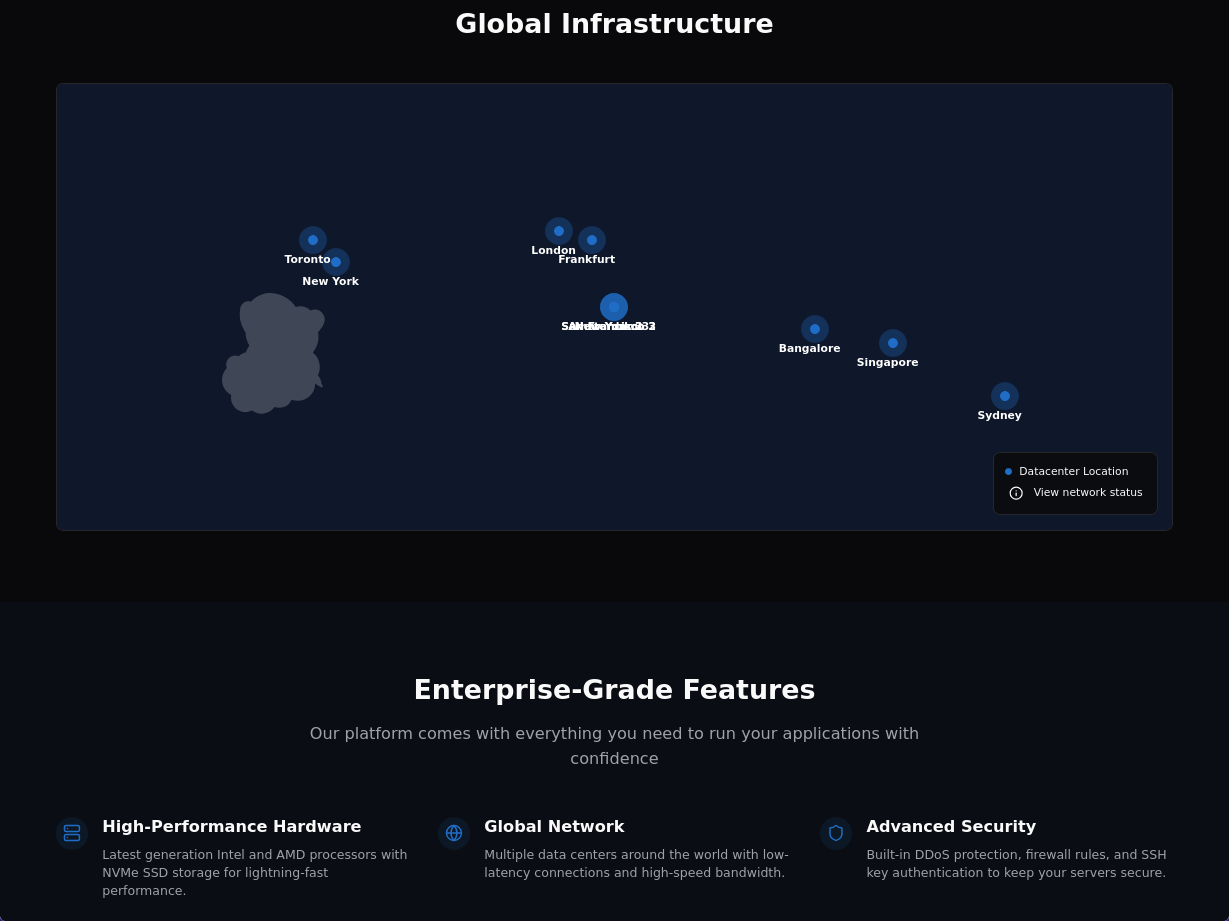 Global Infrastructure
Toronto
New York
London
Frankfurt
Bangalore
Singapore
Sydney
Datacenter Location
View network status
Enterprise-Grade Features
Our platform comes with everything you need to run your applications with
confidence
High-Performance Hardware
Latest generation Intel and AMD processors with
NVMe SSD storage for lightning-fast
performance.
Global Network
Multiple data centers around the world with low-
latency connections and high-speed bandwidth.
Advanced Security
Built-in DDoS protection, firewall rules, and SSH
key authentication to keep your servers secure.